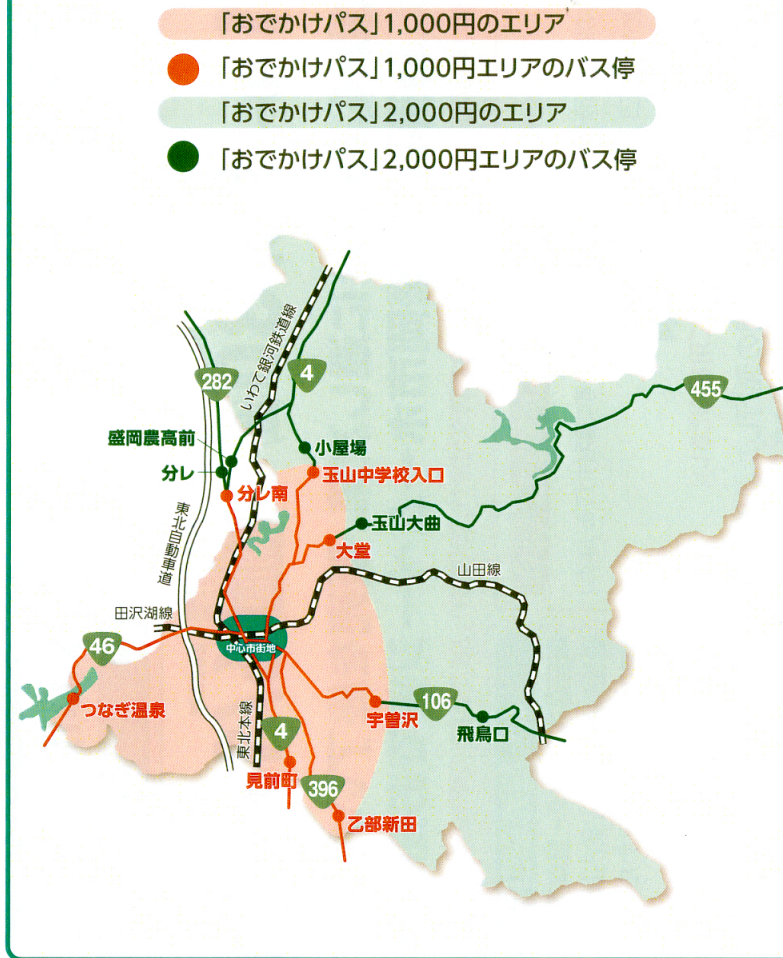 「おでかけパス」1,000円のエリア
「おでかけパス」1,000円エリアのバス停
「おでかけパス」2,000円のエリア
「おでかけパス」2,000円エリアのバス停
いわて銀河鉄道線
282
4
455
盛岡農高前
小屋場
分レ
玉山中学校入口
分レ南
東北自動車道
玉山大曲
大堂
山田線
田沢湖線
46
中心市街地
つなぎ温泉
東北本線
4
宇曽沢
106
飛鳥口
見前町
396
乙部新田